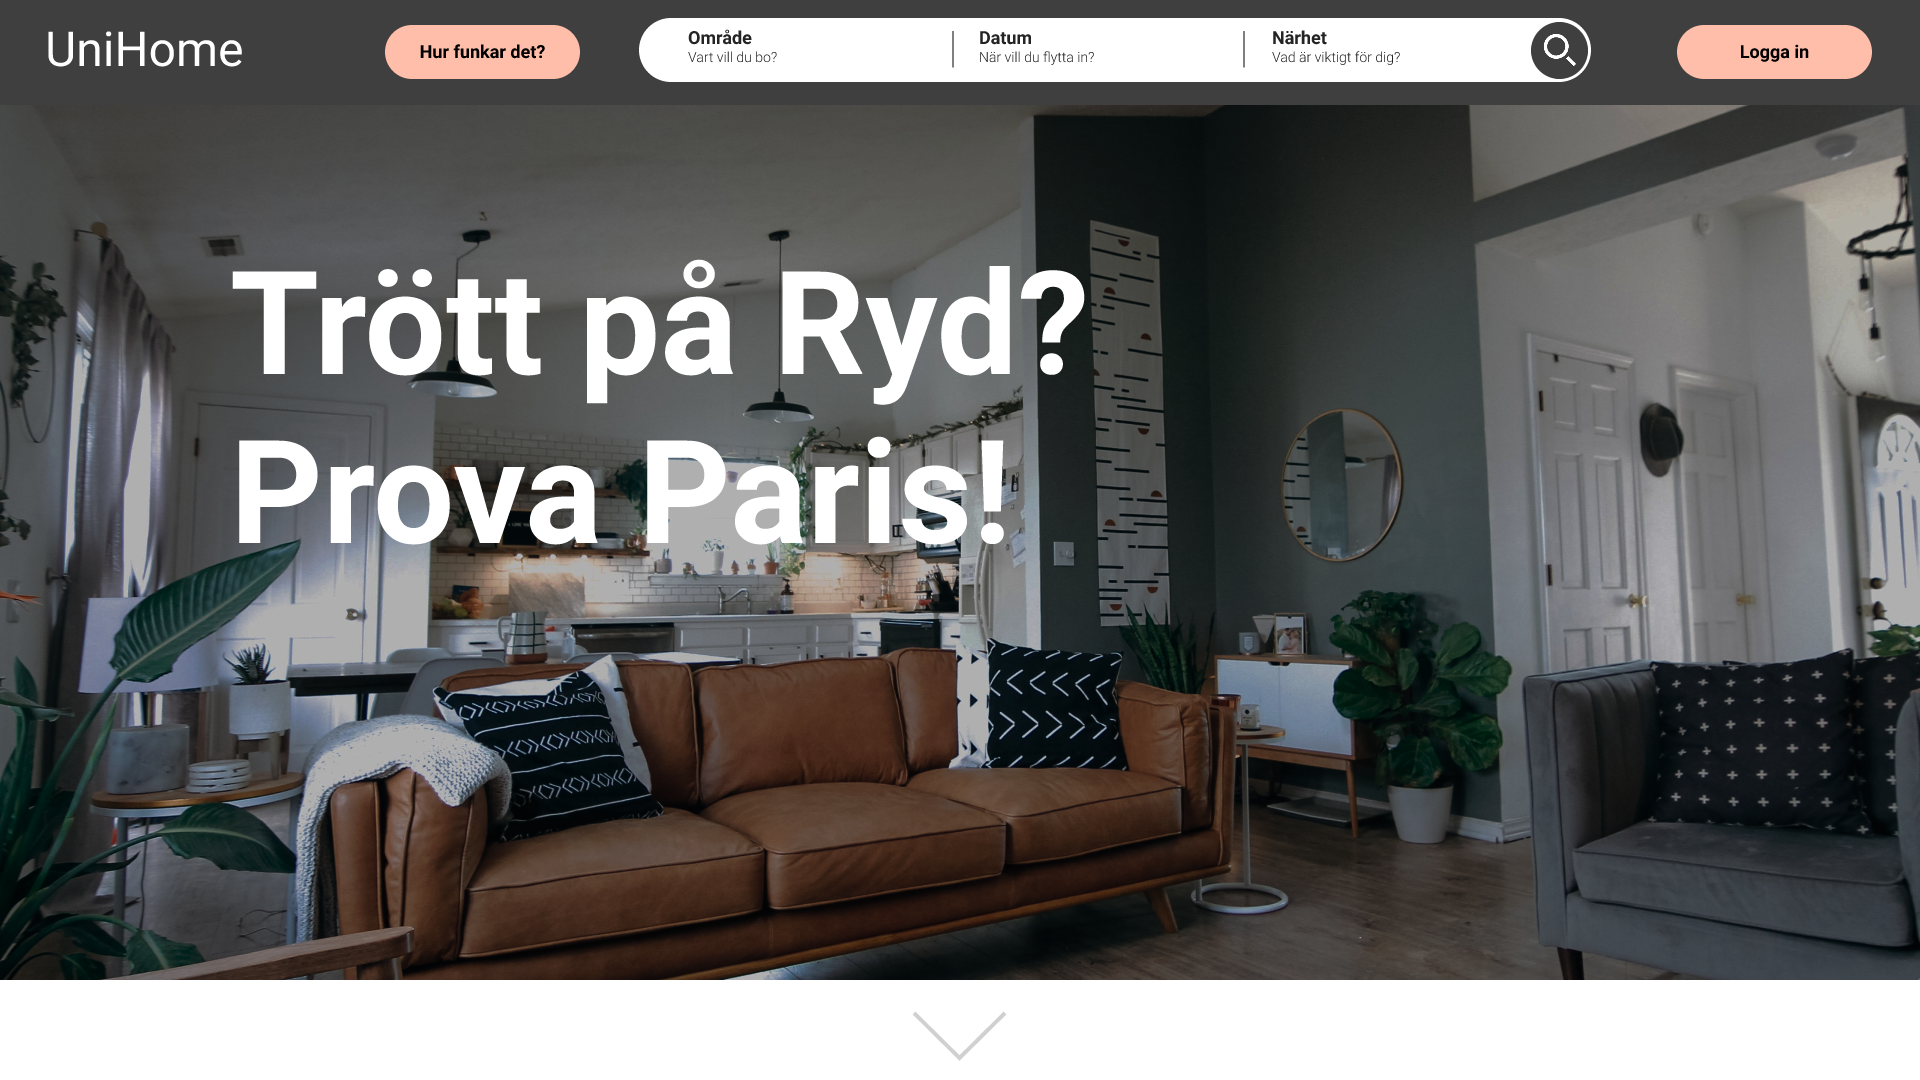 UniHome
Hur funkar det?
Område
Vart vill du bo?
Datum
När vill du flytta in?
Närhet
Vad är viktigt för dig?
Logga in
Trött på Ryd?
Prova Paris!